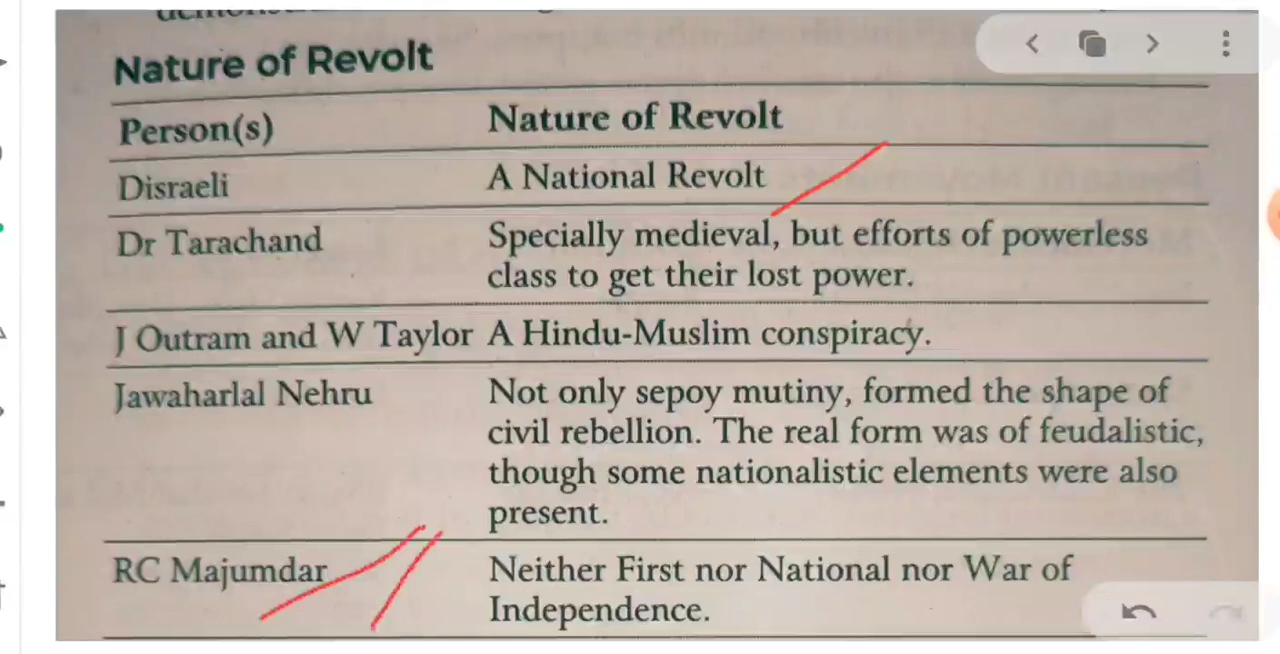 Nature of Revolt
Person(s) Nature of Revolt
Disraeli A National Revolt
Dr Tarachand Specially medieval, but efforts of powerless
class to get their lost power.
J Outram and W Taylor A Hindu-Muslim conspiracy.
Jawaharlal Nehru Not only sepoy mutiny, formed the shape of
civil rebellion. The real form was of feudalistic,
though some nationalistic elements were also
present.
RC Majumdar Neither First nor National nor War of
Independence.